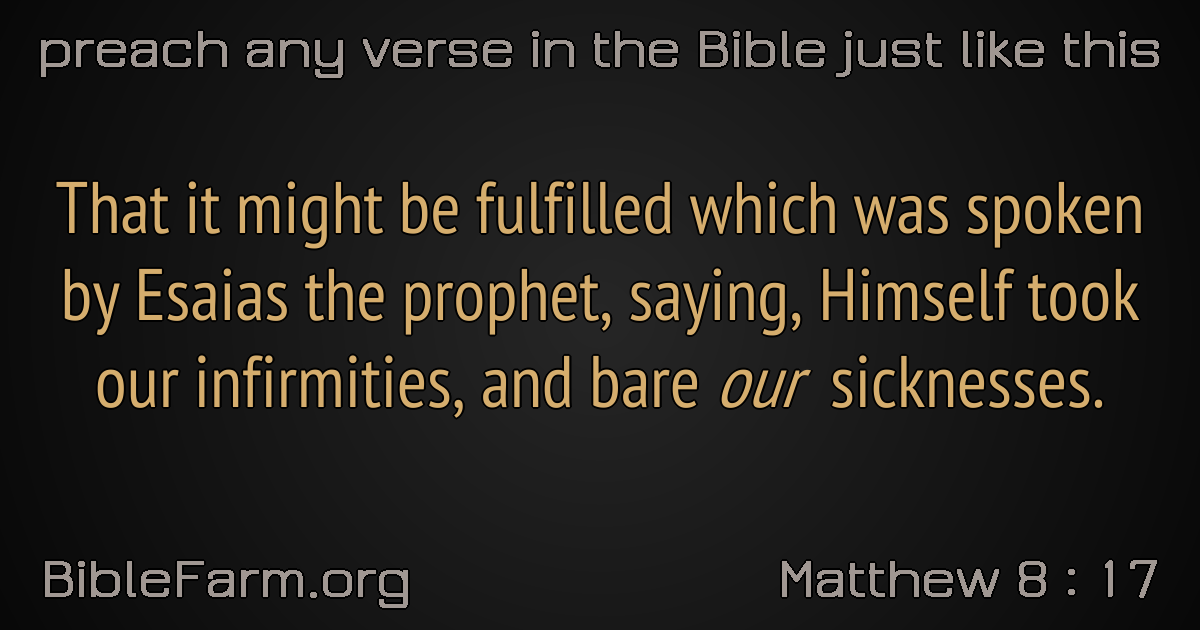 preach any verse in the Bible just like this
That it might be fulfilled which was spoken
by Esaias the prophet, saying, Himself took
our infirmities, and bare our sicknesses.
BibleFarm.org
Matthew 8 : 17